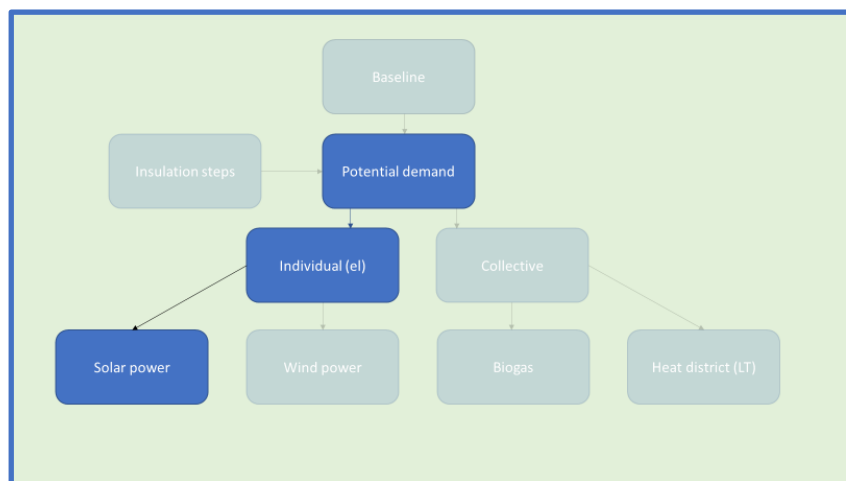 Baseline
Insulation steps
Potential demand
Individual (el)
Collective
Solar power
Wind power
Biogas
Heat district (LT)